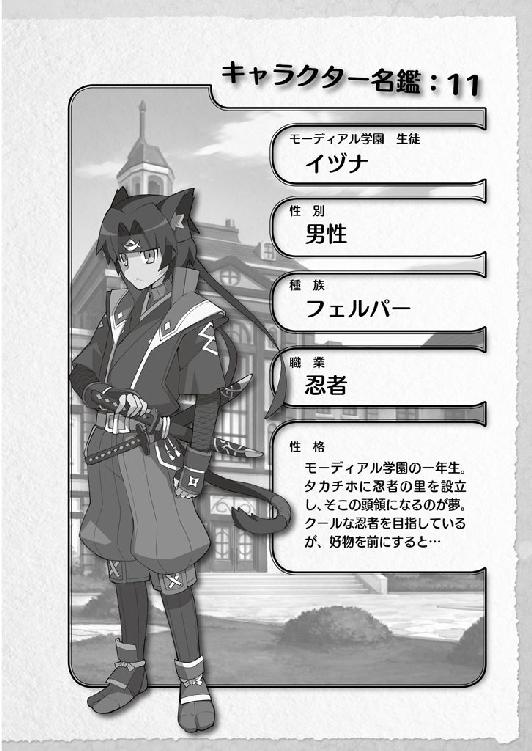 キャラクター名鑑：11
モーディアル学園　生徒
イヅナ
性　別
男性
種　族
フェルパー
職　業
忍者
性　格
モーディアル学園の一年生。
タカチホに忍者の里を設立
し、そこの頭領になるのが夢。
クールな忍者を目指している
が、好物を前にすると…